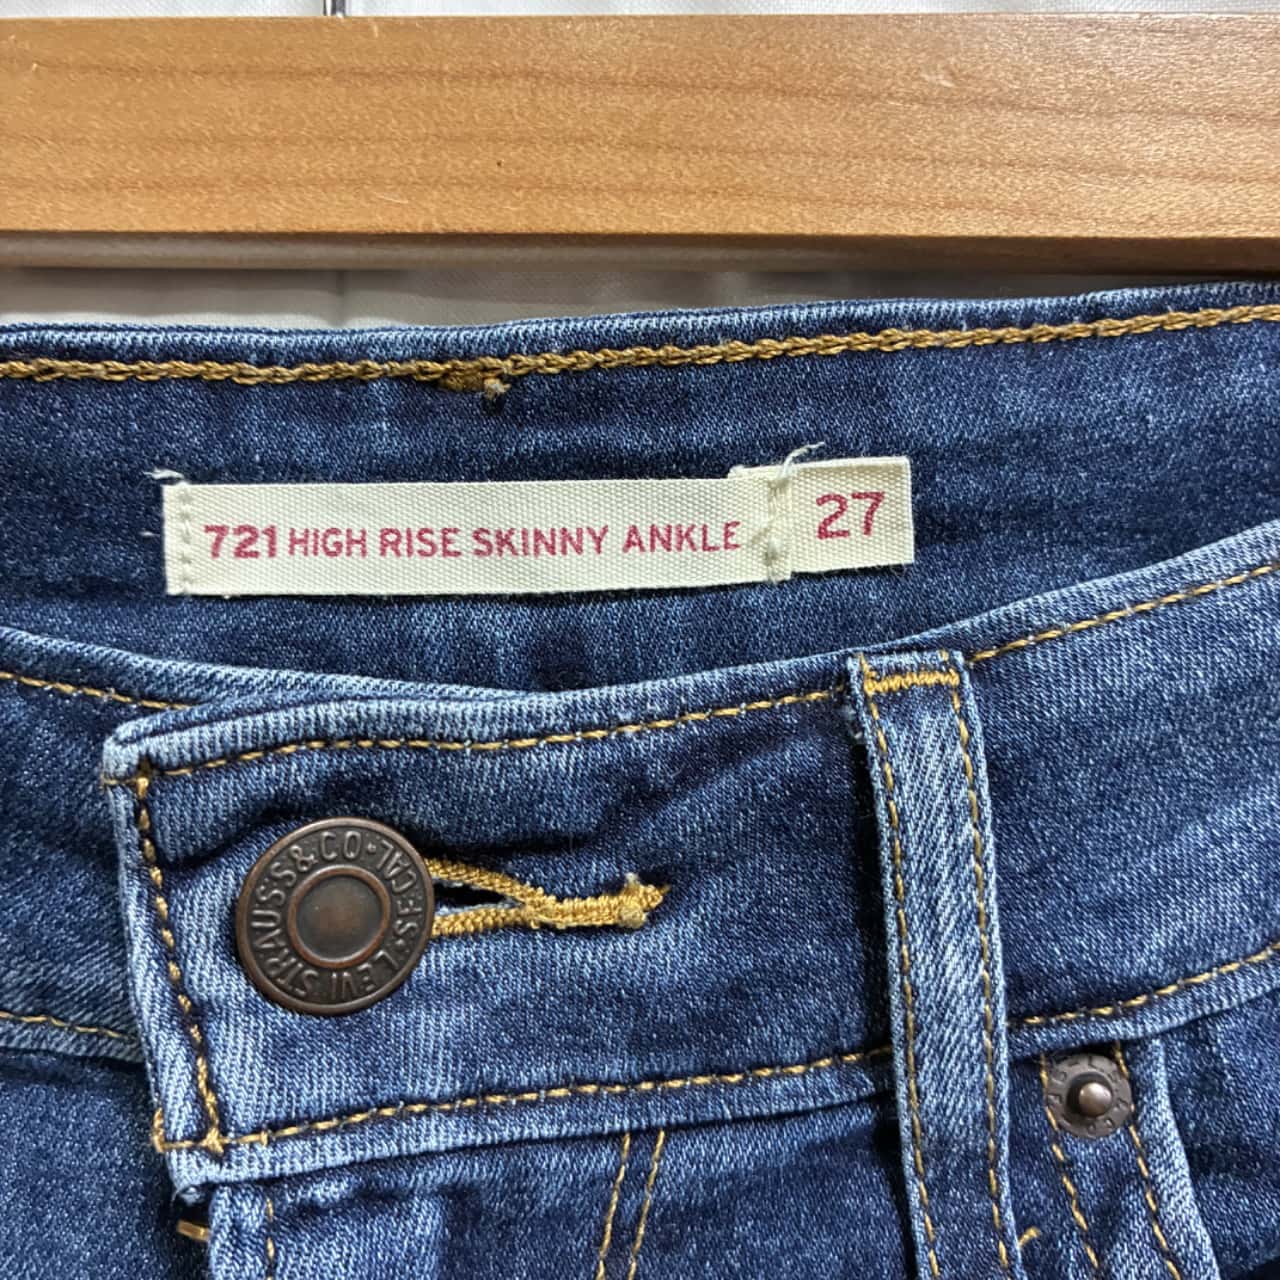 721 HIGH RISE SKINNY ANKLE
27
LEVI STRAUSS & CO • S.F. CAL •